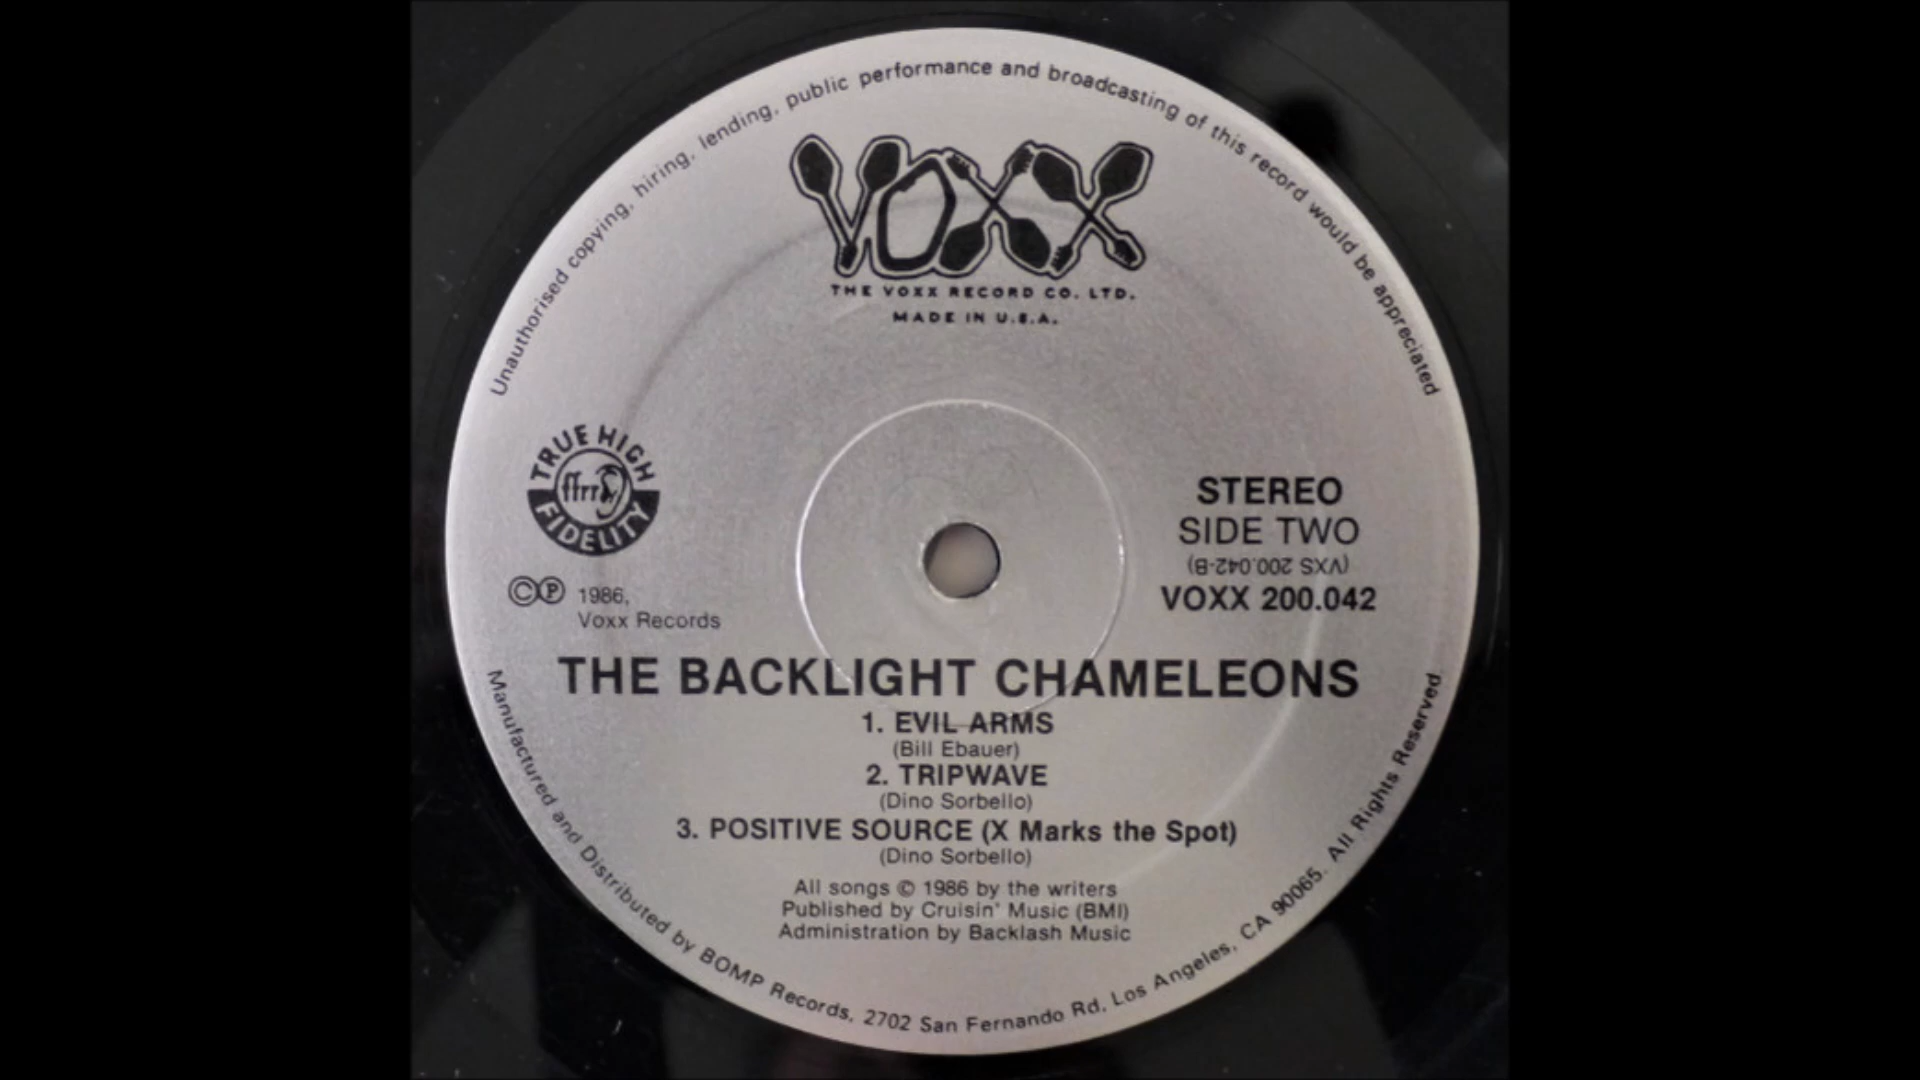 Unauthorised copying, hiring, lending, public performance and broadcasting of this record would be appreciated
VOXX
THE VOXX RECORD CO. LTD.
MADE IN U.S.A.
TRUE HIGH
ffrr
FIDELITY
STEREO
SIDE TWO
(VXS 200.042-B)
VOXX 200.042
©℗ 1986,
Voxx Records
THE BACKLIGHT CHAMELEONS
1. EVIL ARMS
(Bill Ebauer)
2. TRIPWAVE
(Dino Sorbello)
3. POSITIVE SOURCE (X Marks the Spot)
(Dino Sorbello)
All songs © 1986 by the writers
Published by Cruisin' Music (BMI)
Administration by Backlash Music
Manufactured and Distributed by BOMP Records, 2702 San Fernando Rd, Los Angeles, CA 90065. All Rights Reserved